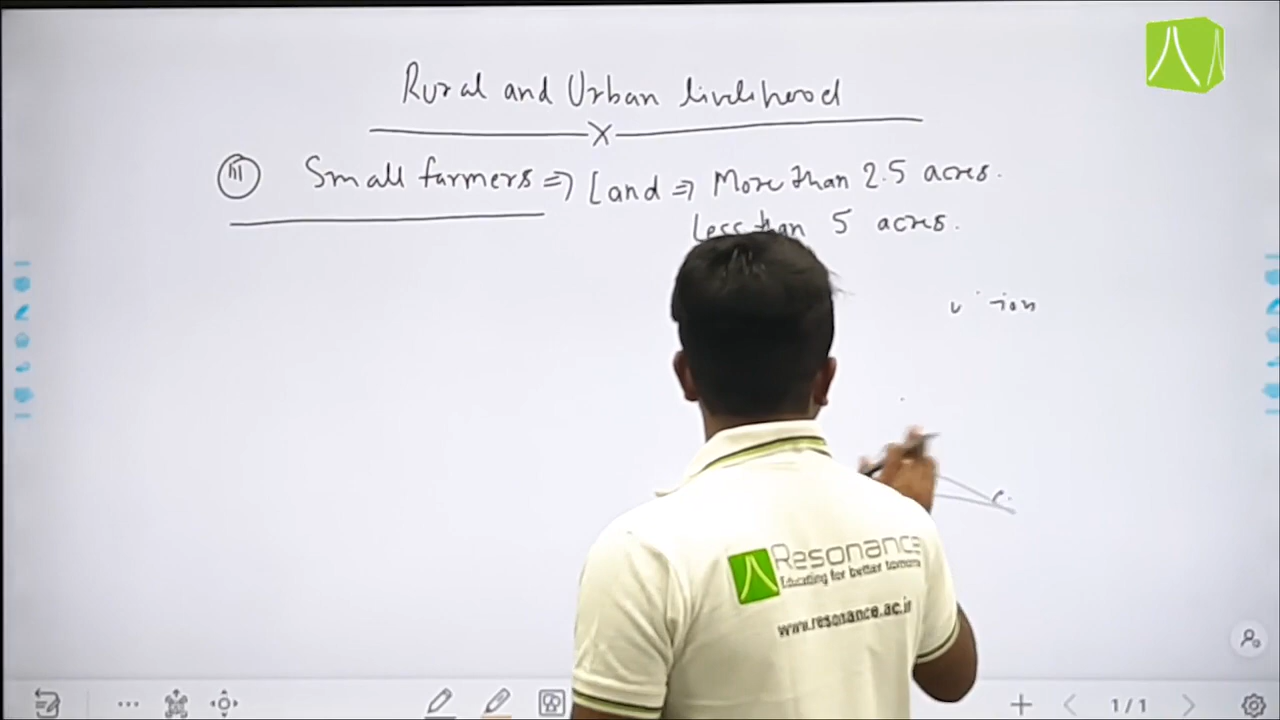 Rural and Urban livelihood
X
iii Small farmers => Land => More than 2.5 acres.
Less than 5 acres.
Resonance
Educating for better tomorrow
www.resonance.ac.in
1/1